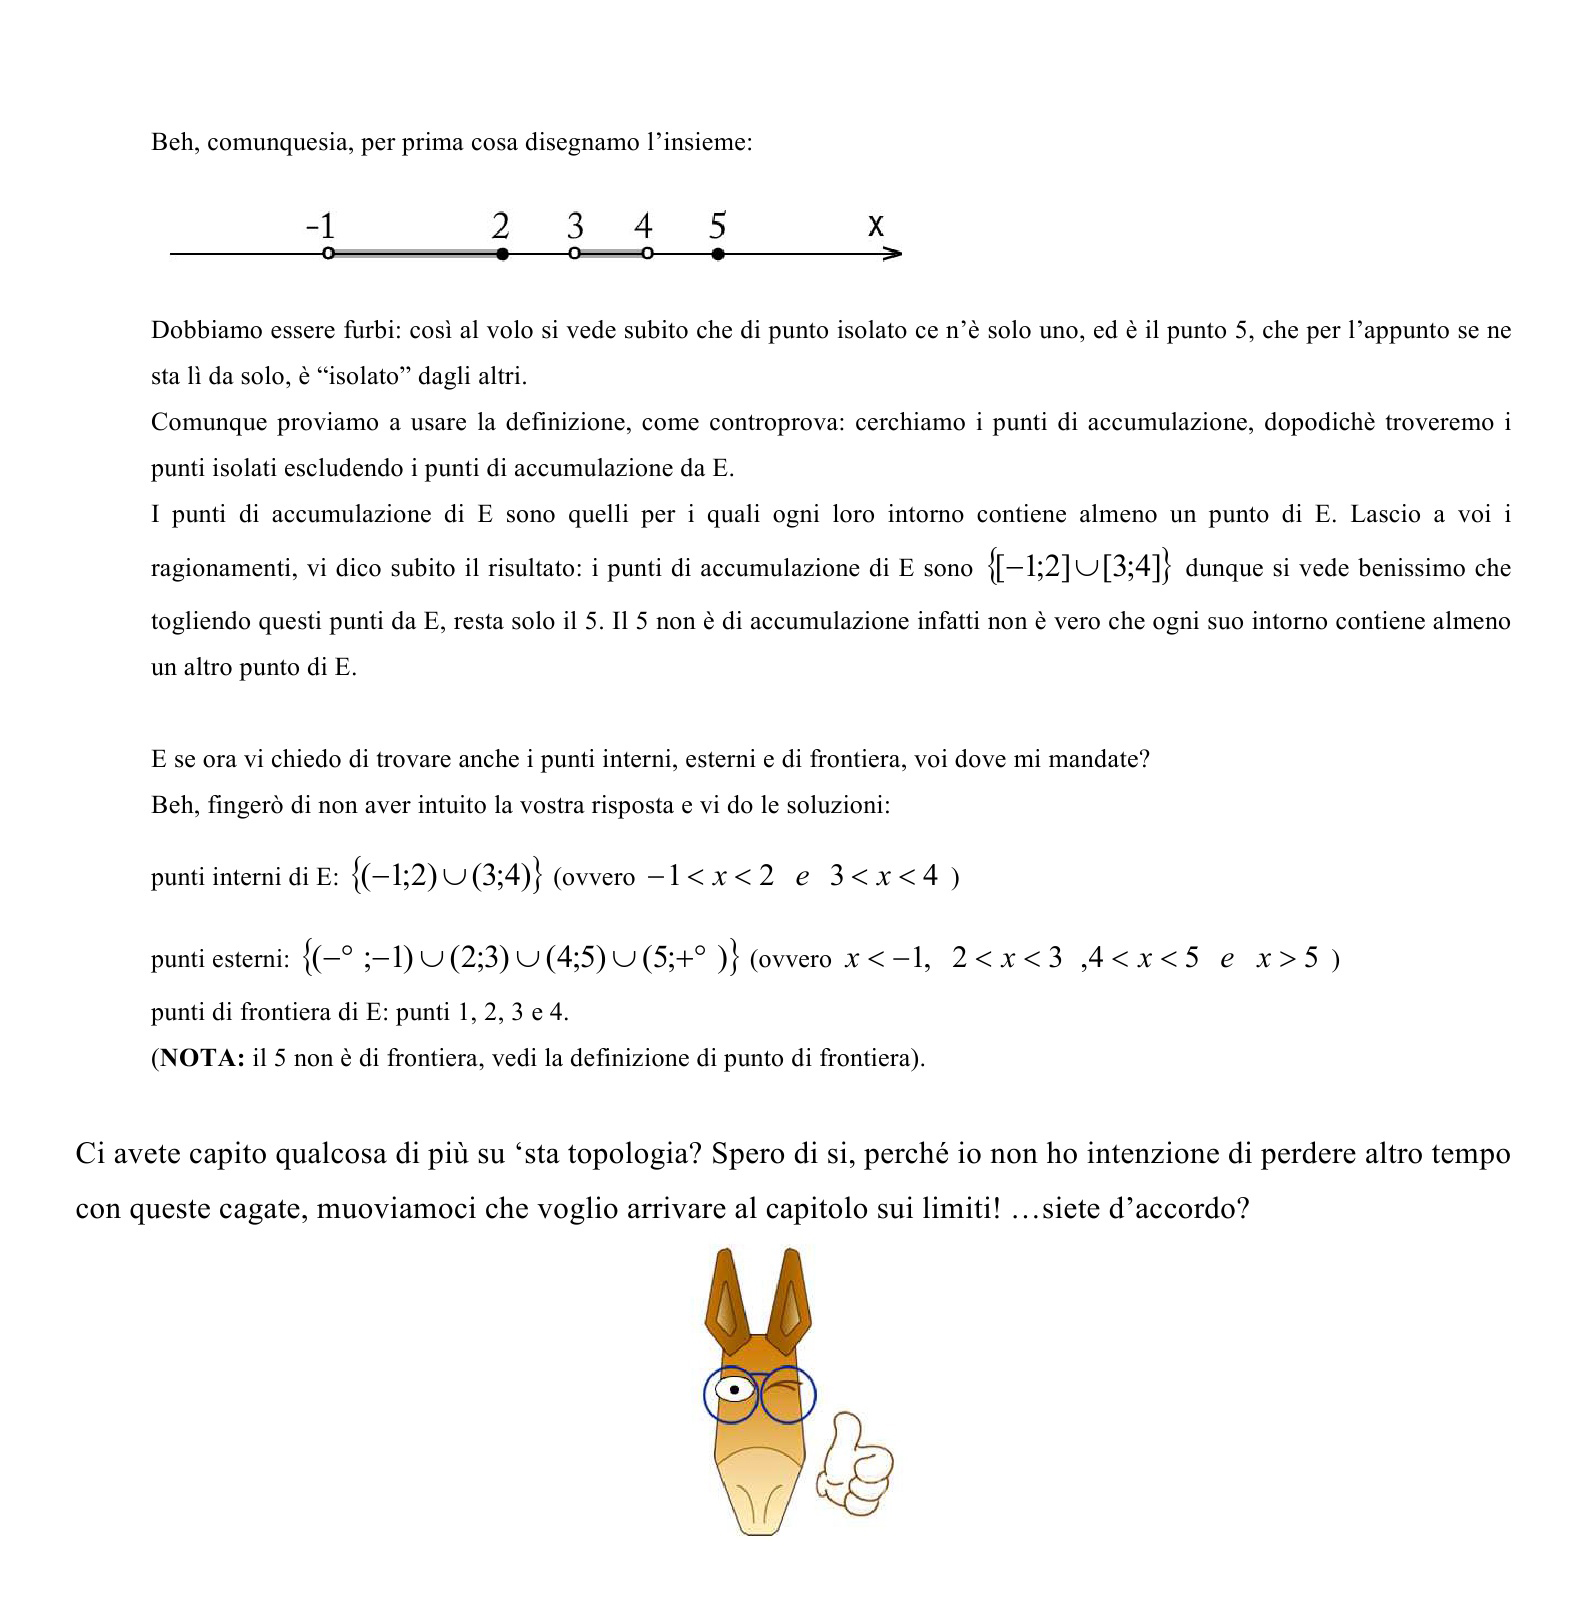 Beh, comunquesia, per prima cosa disegnamo l’insieme:
-1 2 3 4 5 x
Dobbiamo essere furbi: così al volo si vede subito che di punto isolato ce n’è solo uno, ed è il punto 5, che per l’appunto se ne
sta lì da solo, è “isolato” dagli altri.
Comunque proviamo a usare la definizione, come controprova: cerchiamo i punti di accumulazione, dopodichè troveremo i
punti isolati escludendo i punti di accumulazione da E.
I punti di accumulazione di E sono quelli per i quali ogni loro intorno contiene almeno un punto di E. Lascio a voi i
ragionamenti, vi dico subito il risultato: i punti di accumulazione di E sono {[−1;2]∪[3;4]} dunque si vede benissimo che
togliendo questi punti da E, resta solo il 5. Il 5 non è di accumulazione infatti non è vero che ogni suo intorno contiene almeno
un altro punto di E.
E se ora vi chiedo di trovare anche i punti interni, esterni e di frontiera, voi dove mi mandate?
Beh, fingerò di non aver intuito la vostra risposta e vi do le soluzioni:
punti interni di E: {(−1;2)∪(3;4)} (ovvero −1 < x < 2 e 3 < x < 4 )
punti esterni: {(−° ;−1)∪(2;3)∪(4;5)∪(5;+° )} (ovvero x < −1, 2 < x < 3 ,4 < x < 5 e x > 5 )
punti di frontiera di E: punti 1, 2, 3 e 4.
(NOTA: il 5 non è di frontiera, vedi la definizione di punto di frontiera).
Ci avete capito qualcosa di più su ‘sta topologia? Spero di si, perché io non ho intenzione di perdere altro tempo
con queste cagate, muoviamoci che voglio arrivare al capitolo sui limiti! …siete d’accordo?